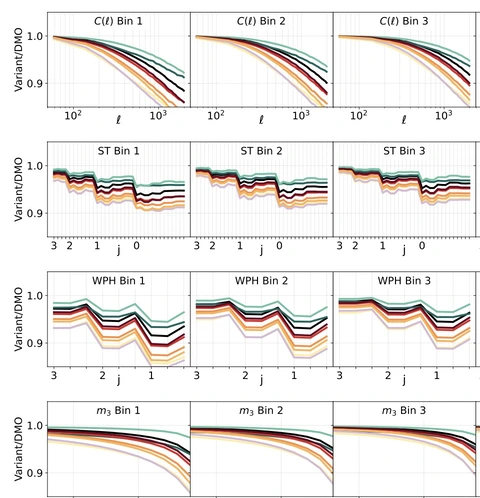 C(ℓ) Bin 1 C(ℓ) Bin 2 C(ℓ) Bin 3
Variant/DMO
1.0
0.9
10² 10³ 10² 10³ 10² 10³
ℓ ℓ ℓ
ST Bin 1 ST Bin 2 ST Bin 3
Variant/DMO
1.0
0.9
3 2 1 0 3 2 1 0 3 2 1 0
j j j
WPH Bin 1 WPH Bin 2 WPH Bin 3
Variant/DMO
1.0
0.9
3 2 1 3 2 1 3 2 1
j j j
m₃ Bin 1 m₃ Bin 2 m₃ Bin 3
Variant/DMO
1.0
0.9